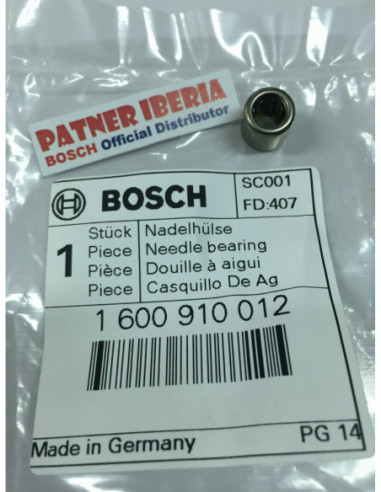 PATNER IBERIA
BOSCH Official Distributor
BOSCH
SC001
FD:407
1
Stück Nadelhülse
Piece Needle bearing
Pièce Douille à aigui
Piece Casquillo De Ag
1 600 910 012
Made in Germany
PG 14